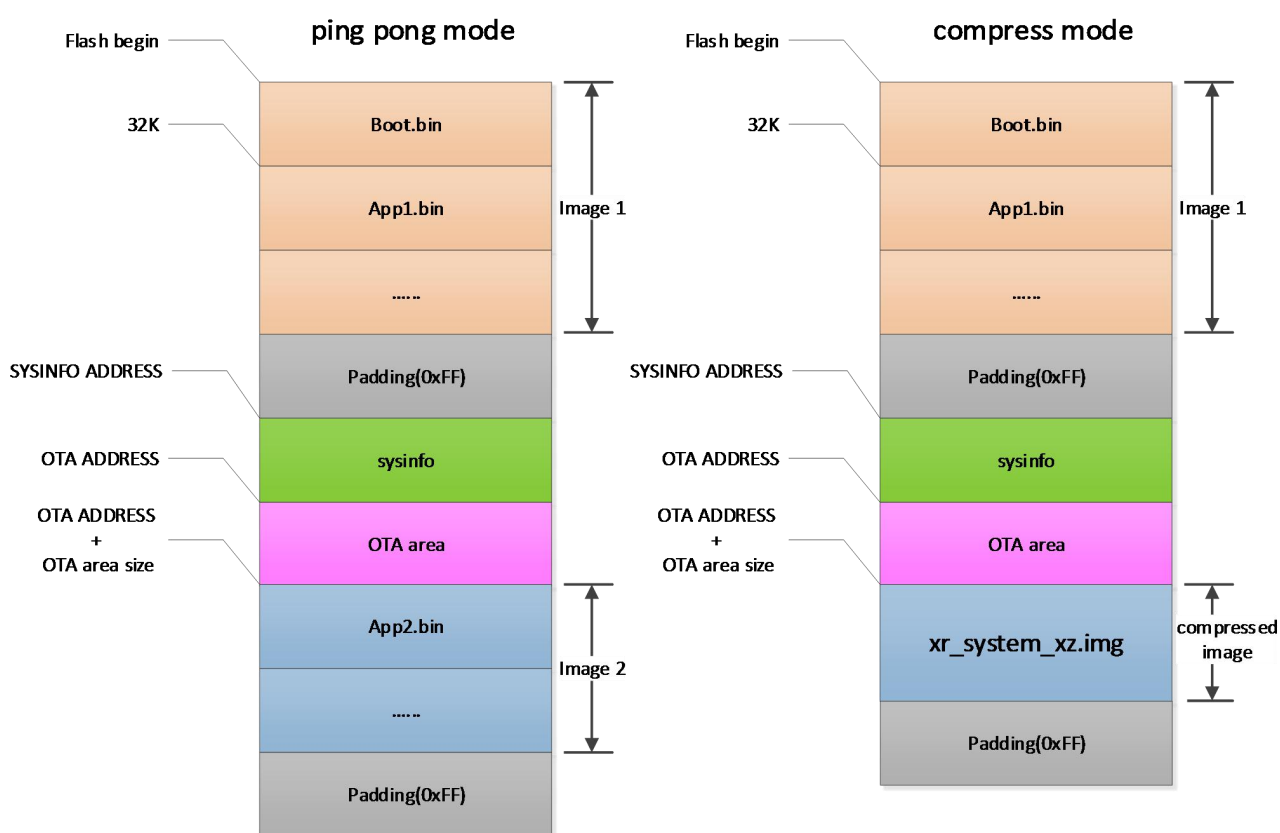 ping pong mode
Flash begin
Boot.bin
32K
App1.bin
Image 1
......
Padding(0xFF)
SYSINFO ADDRESS
sysinfo
OTA ADDRESS
OTA ADDRESS
+
OTA area size
OTA area
App2.bin
Image 2
......
Padding(0xFF)
compress mode
Flash begin
Boot.bin
32K
App1.bin
Image 1
......
Padding(0xFF)
SYSINFO ADDRESS
sysinfo
OTA ADDRESS
OTA ADDRESS
+
OTA area size
OTA area
xr_system_xz.img
compressed
image
Padding(0xFF)